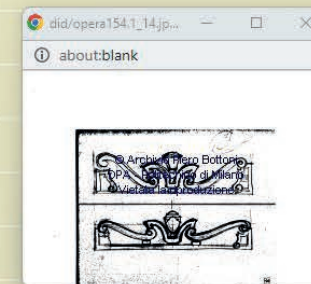 did/opera154.1_14.jp...
about:blank
© Archivio Piero Bottoni
DPA - Politecnico di Milano
Vietata la riproduzione